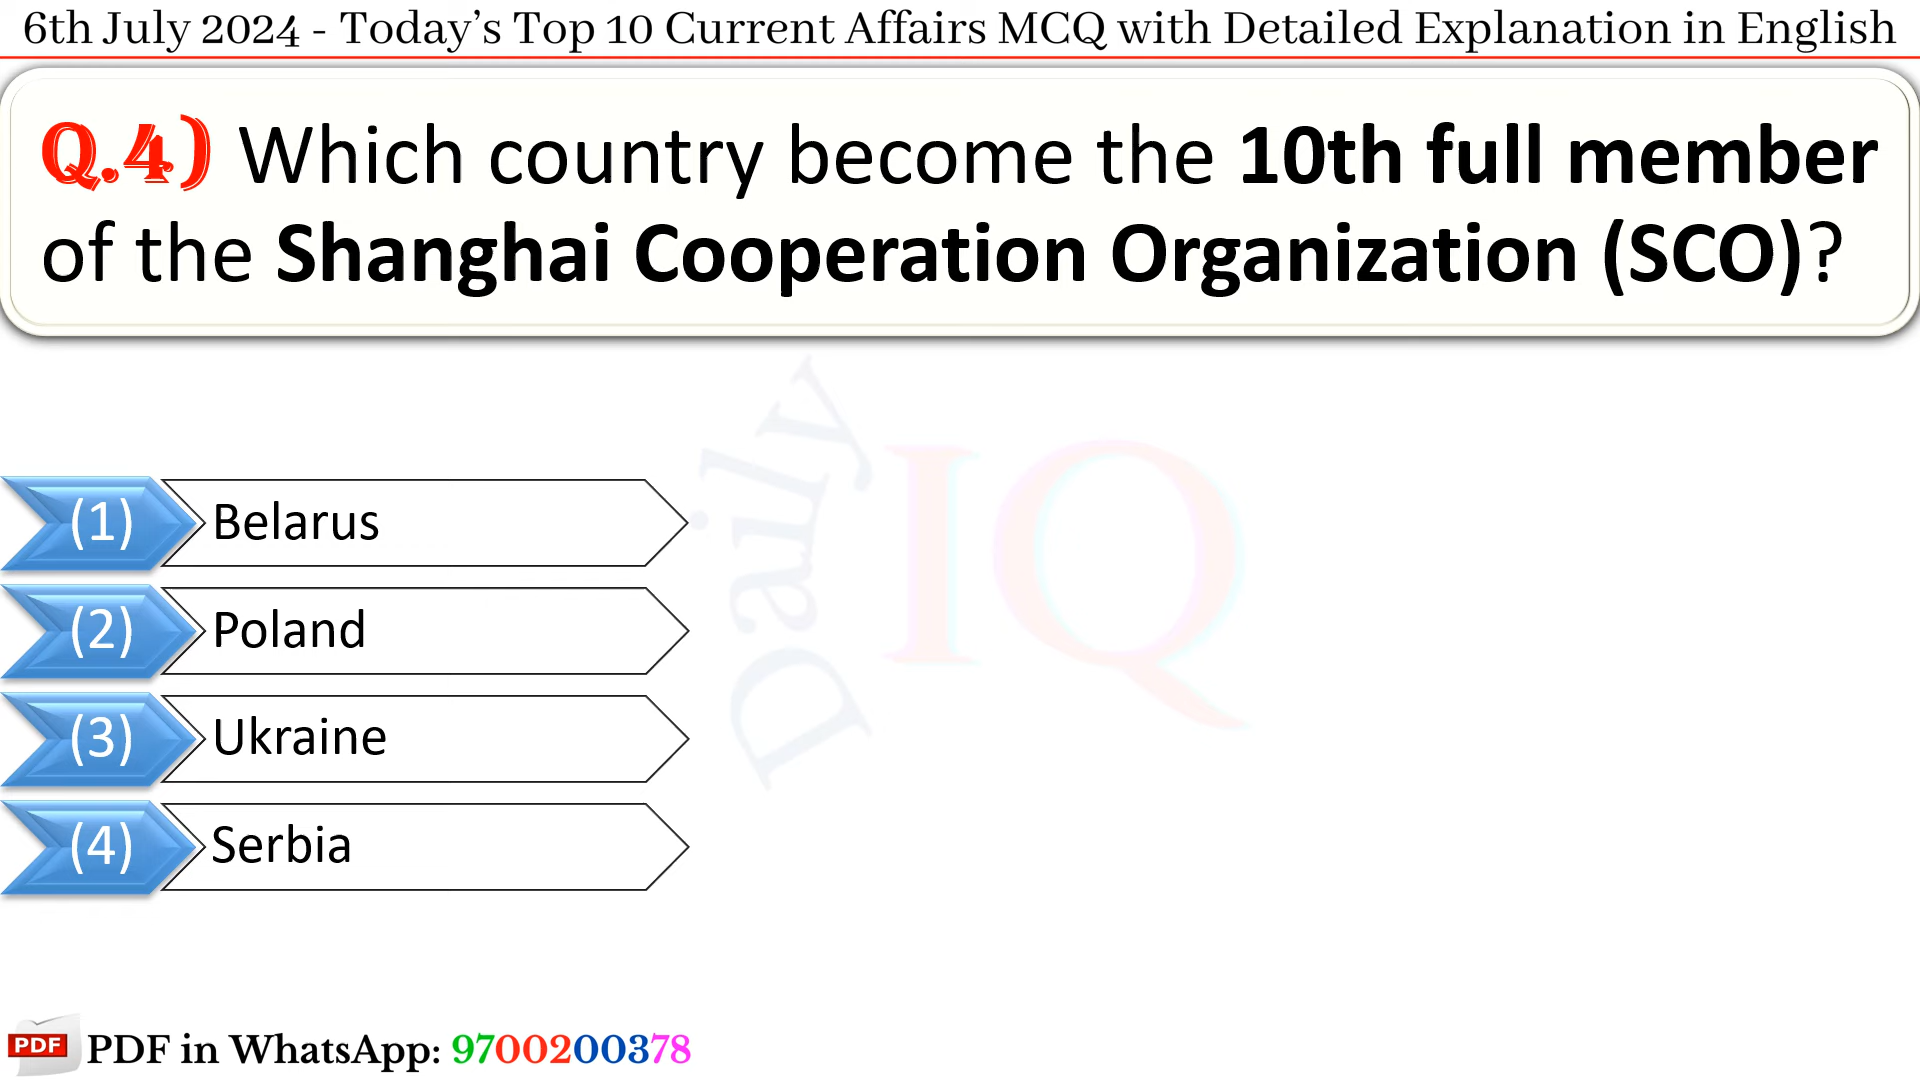 6th July 2024 - Today’s Top 10 Current Affairs MCQ with Detailed Explanation in English
Q.4) Which country become the 10th full member
of the Shanghai Cooperation Organization (SCO)?
Daily IQ
(1) Belarus
(2) Poland
(3) Ukraine
(4) Serbia
PDF PDF in WhatsApp: 9700200378